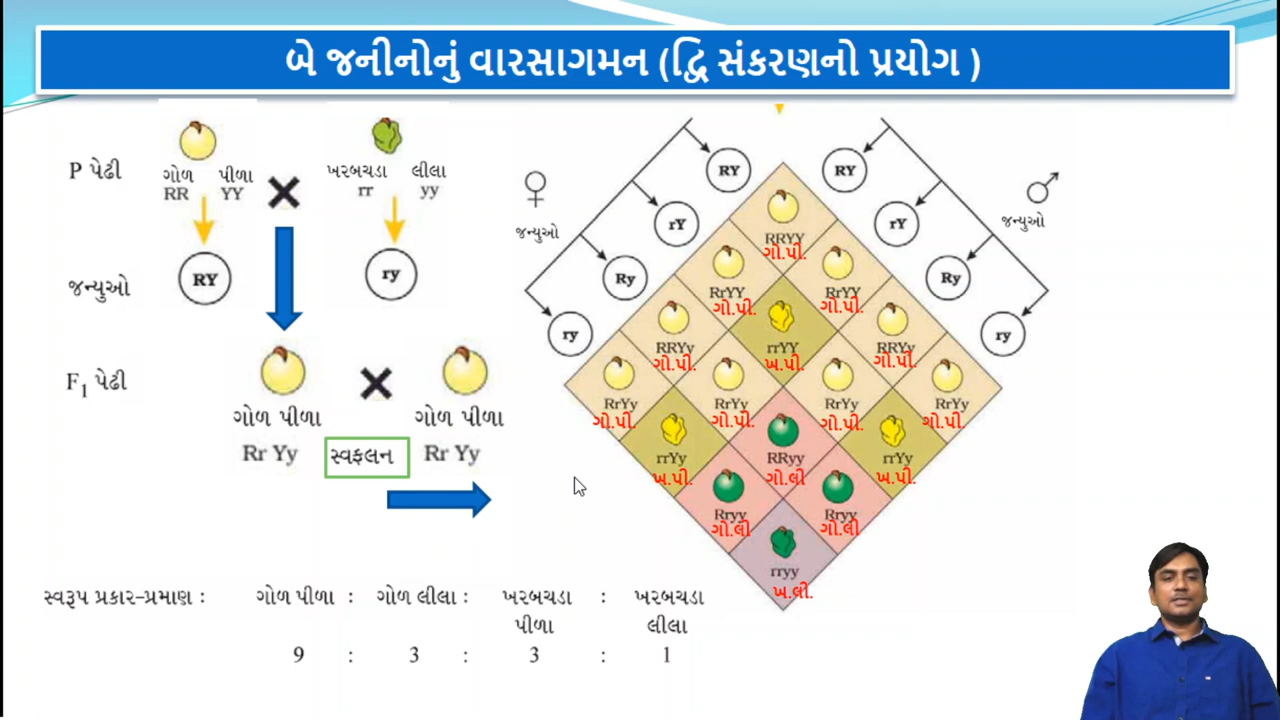 બે જનીનોનું વારસાગમન (દ્વિ સંકરણનો પ્રયોગ )
P પેઢી
ગોળ પીળા
RR YY
ખરબચડા લીલા
rr yy
જન્યુઓ
RY
ry
F1 પેઢી
ગોળ પીળા
Rr Yy
સ્વફલન
ગોળ પીળા
Rr Yy
♀
જન્યુઓ
RY
rY
Ry
ry
♂
જન્યુઓ
RY
rY
Ry
ry
RRYY
ગો.પી.
RrYY RrYY
ગો.પી. ગો.પી.
RRYy rrYY RRYy
ગો.પી. ખ.પી. ગો.પી.
RrYy RrYy RrYy RrYy
ગો.પી. ગો.પી. ગો.પી. ગો.પી.
rrYy RRyy rrYy
ખ.પી. ગો.લી ખ.પી.
Rryy Rryy
ગો.લી ગો.લી
rryy
ખ.લી.
સ્વરૂપ પ્રકાર-પ્રમાણ : ગોળ પીળા : ગોળ લીલા : ખરબચડા : ખરબચડા
પીળા લીલા
9 : 3 : 3 : 1